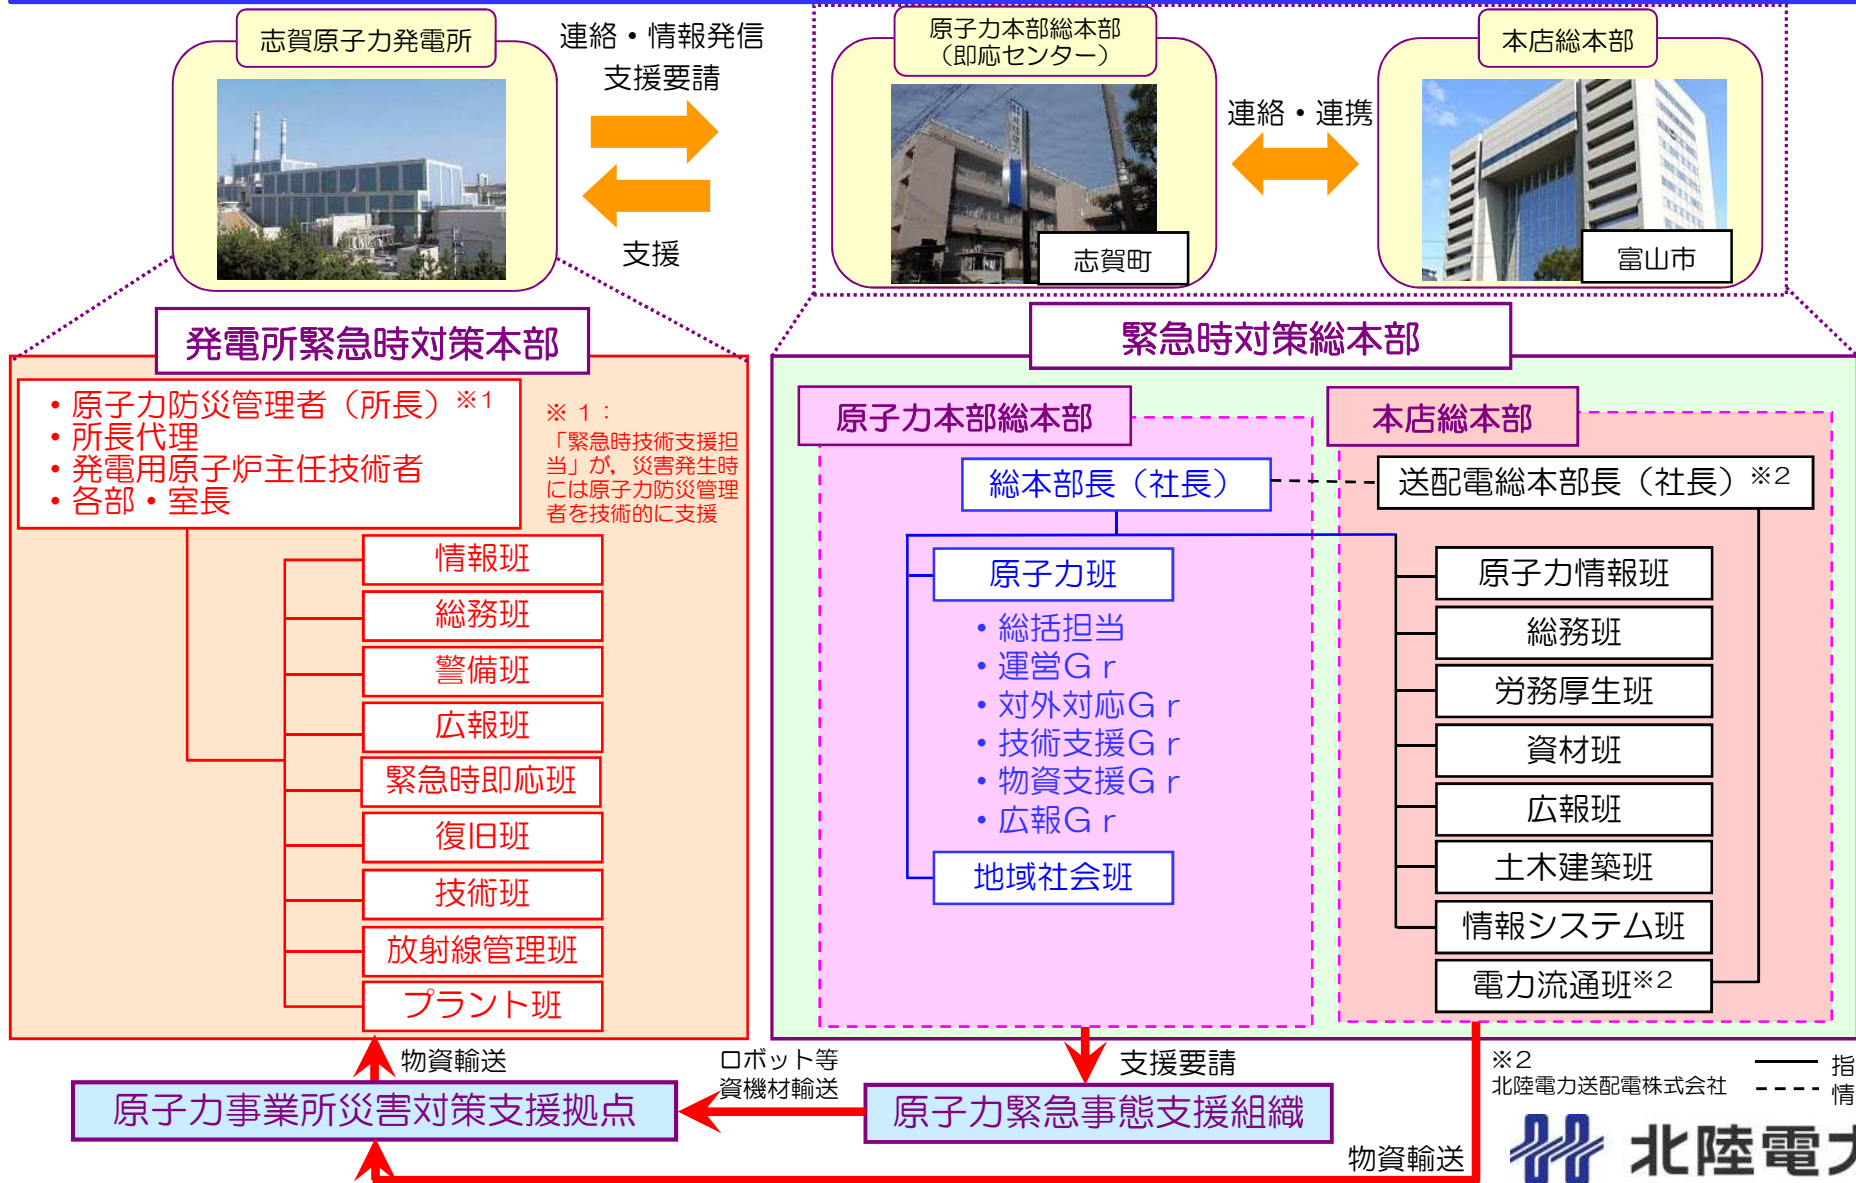 志賀原子力発電所
連絡・情報発信
支援要請
支援
原子力本部総本部
（即応センター）
志賀町
連絡・連携
本店総本部
富山市
発電所緊急時対策本部
・原子力防災管理者（所長）※1
・所長代理
・発電用原子炉主任技術者
・各部・室長
※１：
「緊急時技術支援担
当」が，災害発生時
には原子力防災管理
者を技術的に支援
情報班
総務班
警備班
広報班
緊急時即応班
復旧班
技術班
放射線管理班
プラント班
緊急時対策総本部
原子力本部総本部
総本部長（社長）
原子力班
・総括担当
・運営Ｇｒ
・対外対応Ｇｒ
・技術支援Ｇｒ
・物資支援Ｇｒ
・広報Ｇｒ
地域社会班
本店総本部
送配電総本部長（社長）※2
原子力情報班
総務班
労務厚生班
資材班
広報班
土木建築班
情報システム班
電力流通班※2
物資輸送
ロボット等
資機材輸送
支援要請
原子力事業所災害対策支援拠点
原子力緊急事態支援組織
物資輸送
※2
北陸電力送配電株式会社
指
情
北陸電力